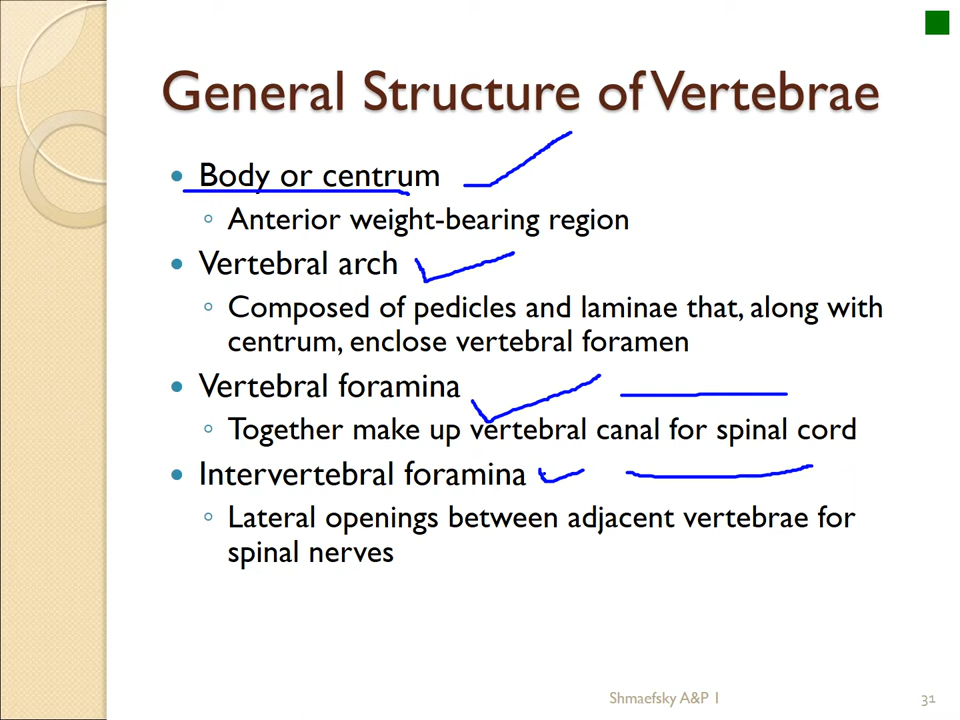 General Structure of Vertebrae
• Body or centrum
◦ Anterior weight-bearing region
• Vertebral arch
◦ Composed of pedicles and laminae that, along with
centrum, enclose vertebral foramen
• Vertebral foramina
◦ Together make up vertebral canal for spinal cord
• Intervertebral foramina
◦ Lateral openings between adjacent vertebrae for
spinal nerves
Shmaefsky A&P 1 31